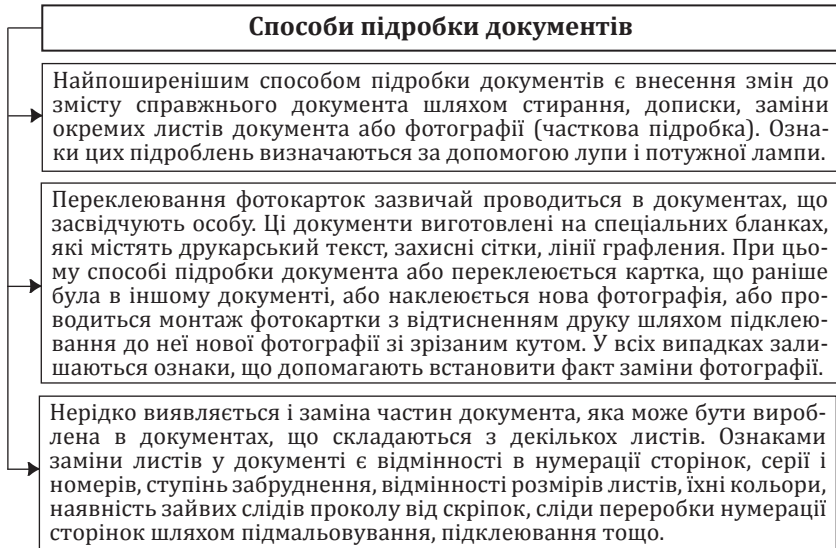 Способи підробки документів
Найпоширенішим способом підробки документів є внесення змін до
змісту справжнього документа шляхом стирання, дописки, заміни
окремих листів документа або фотографії (часткова підробка). Озна-
ки цих підроблень визначаються за допомогою лупи і потужної лампи.
Переклеювання фотокарток зазвичай проводиться в документах, що
засвідчують особу. Ці документи виготовлені на спеціальних бланках,
які містять друкарський текст, захисні сітки, лінії графлення. При цьо-
му способі підробки документа або переклеюється картка, що раніше
була в іншому документі, або наклеюється нова фотографія, або про-
водиться монтаж фотокартки з відтисненням друку шляхом підклею-
вання до неї нової фотографії зі зрізаним кутом. У всіх випадках зали-
шаються ознаки, що допомагають встановити факт заміни фотографії.
Нерідко виявляється і заміна частин документа, яка може бути вироб-
лена в документах, що складаються з декількох листів. Ознаками
заміни листів у документі є відмінності в нумерації сторінок, серії і
номерів, ступінь забруднення, відмінності розмірів листів, їхні кольори,
наявність зайвих слідів проколу від скріпок, сліди переробки нумерації
сторінок шляхом підмальовування, підклеювання тощо.